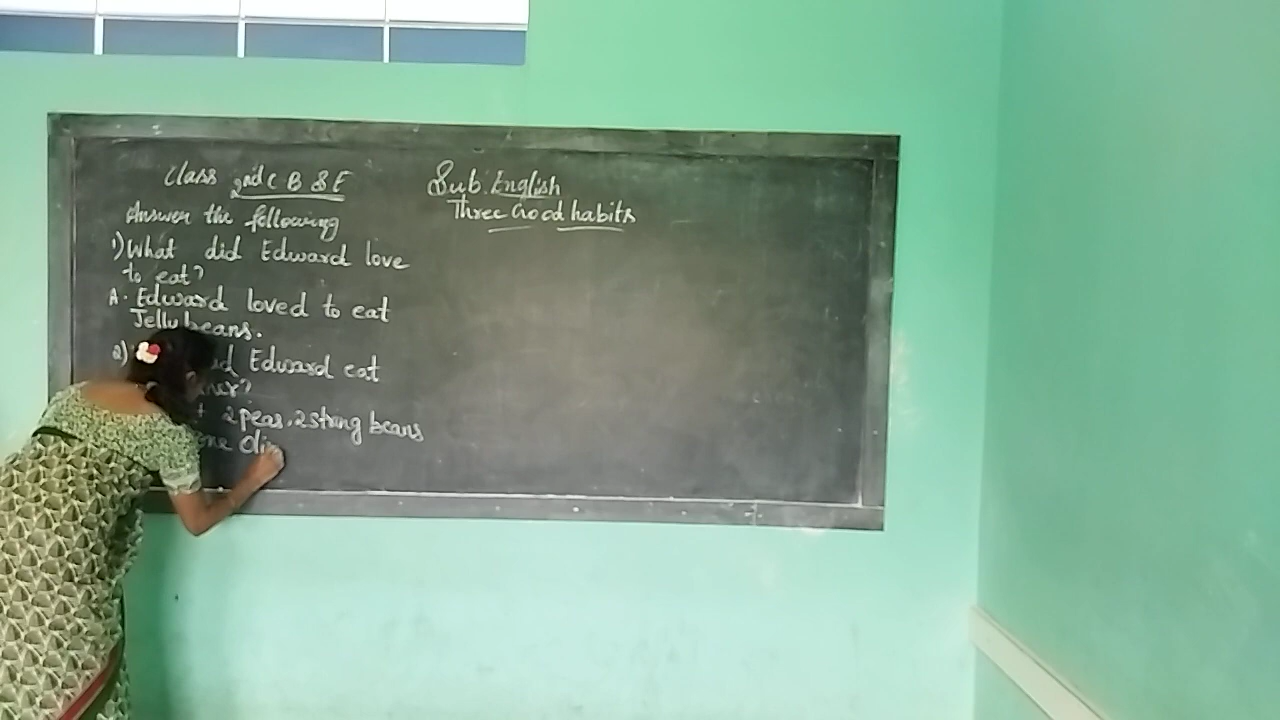 Class 2nd C B S E
Sub. English
Three Good habits
Answer the following
1) What did Edward love
to eat?
A. Edward loved to eat
Jelly beans.
2) Edward eat
2 peas, 2 string beans
one